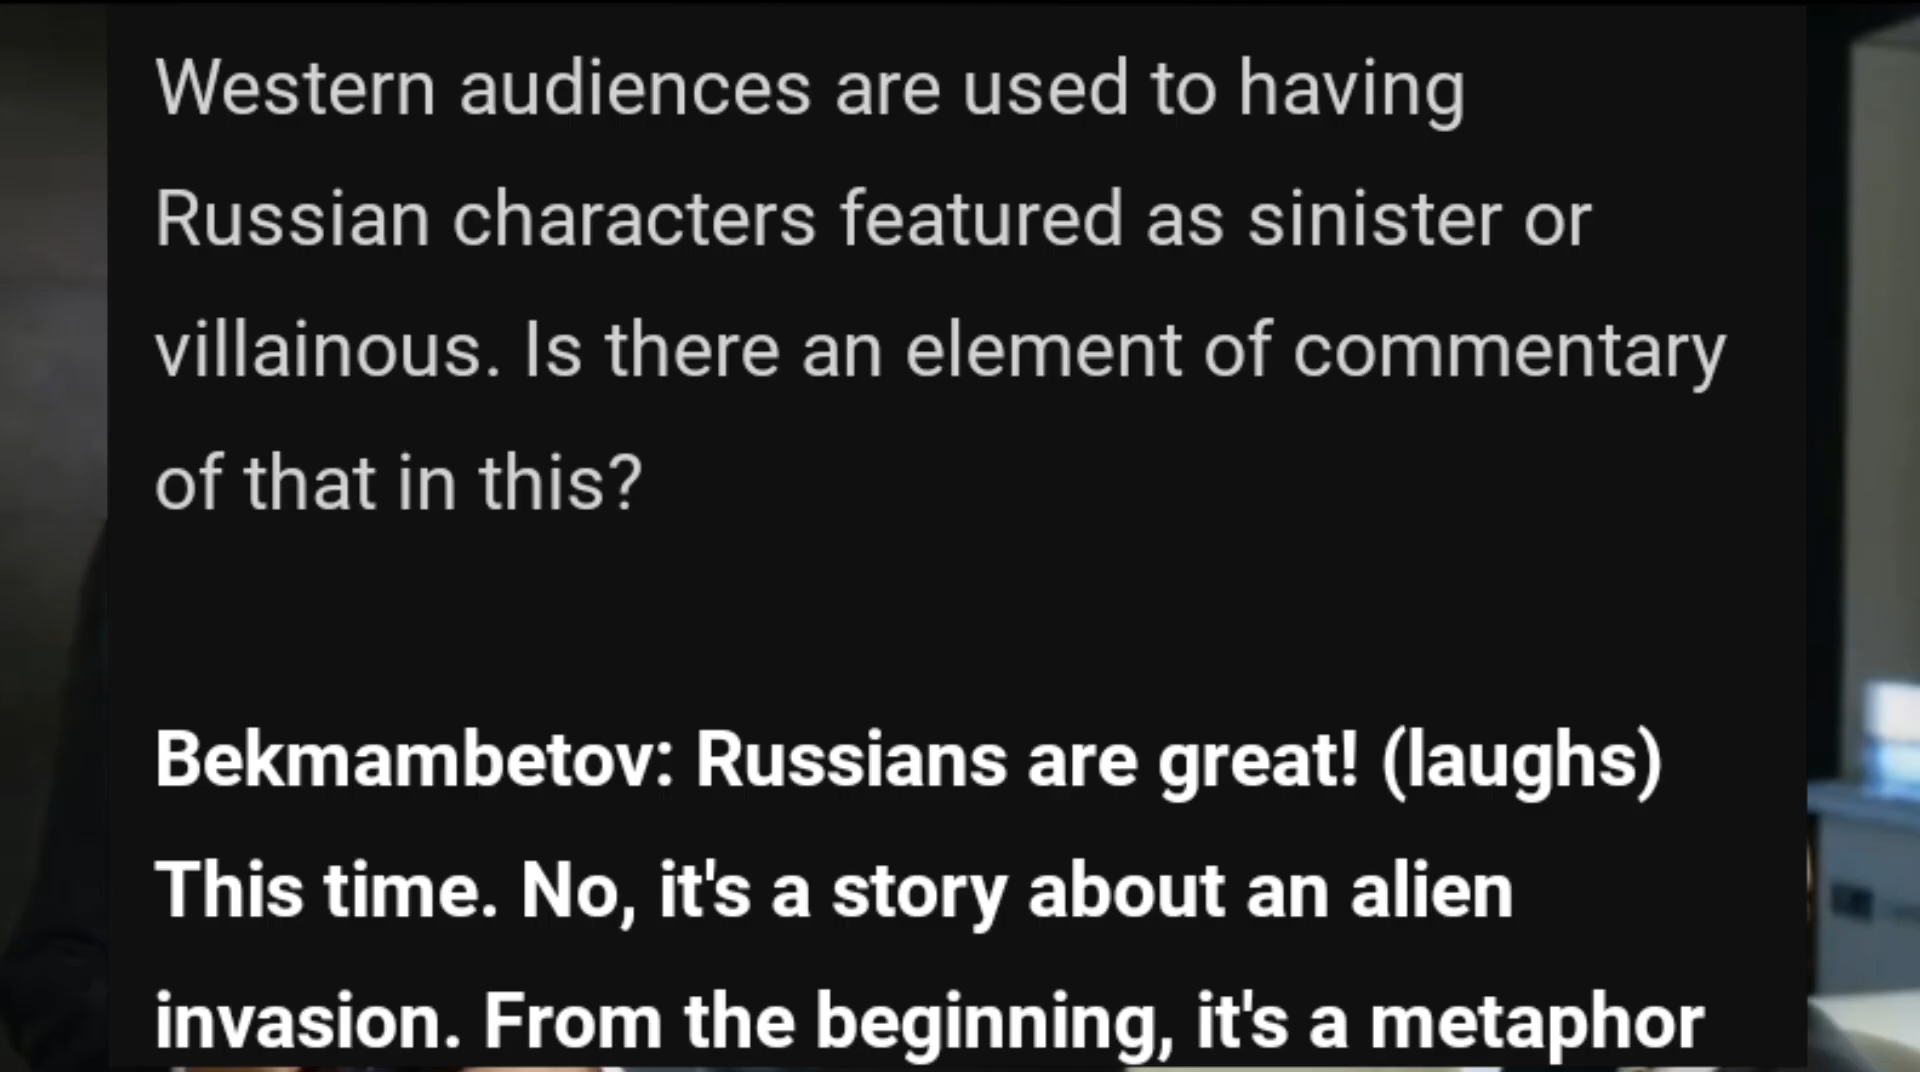 Western audiences are used to having
Russian characters featured as sinister or
villainous. Is there an element of commentary
of that in this?
Bekmambetov: Russians are great! (laughs)
This time. No, it's a story about an alien
invasion. From the beginning, it's a metaphor